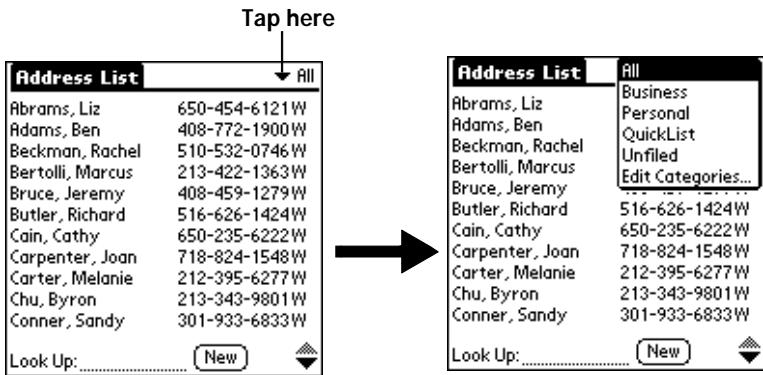 Tap here
Address List All
Abrams, Liz 650-454-6121W
Adams, Ben 408-772-1900W
Beckman, Rachel 510-532-0746W
Bertolli, Marcus 213-422-1363W
Bruce, Jeremy 408-459-1279W
Butler, Richard 516-626-1424W
Cain, Cathy 650-235-6222W
Carpenter, Joan 718-824-1548W
Carter, Melanie 212-395-6277W
Chu, Byron 213-343-9801W
Conner, Sandy 301-933-6833W
Look Up: New
Address List
All
Business
Personal
QuickList
Unfiled
Edit Categories...
Abrams, Liz
Adams, Ben
Beckman, Rachel
Bertolli, Marcus
Bruce, Jeremy
Butler, Richard 516-626-1424W
Cain, Cathy 650-235-6222W
Carpenter, Joan 718-824-1548W
Carter, Melanie 212-395-6277W
Chu, Byron 213-343-9801W
Conner, Sandy 301-933-6833W
Look Up: New